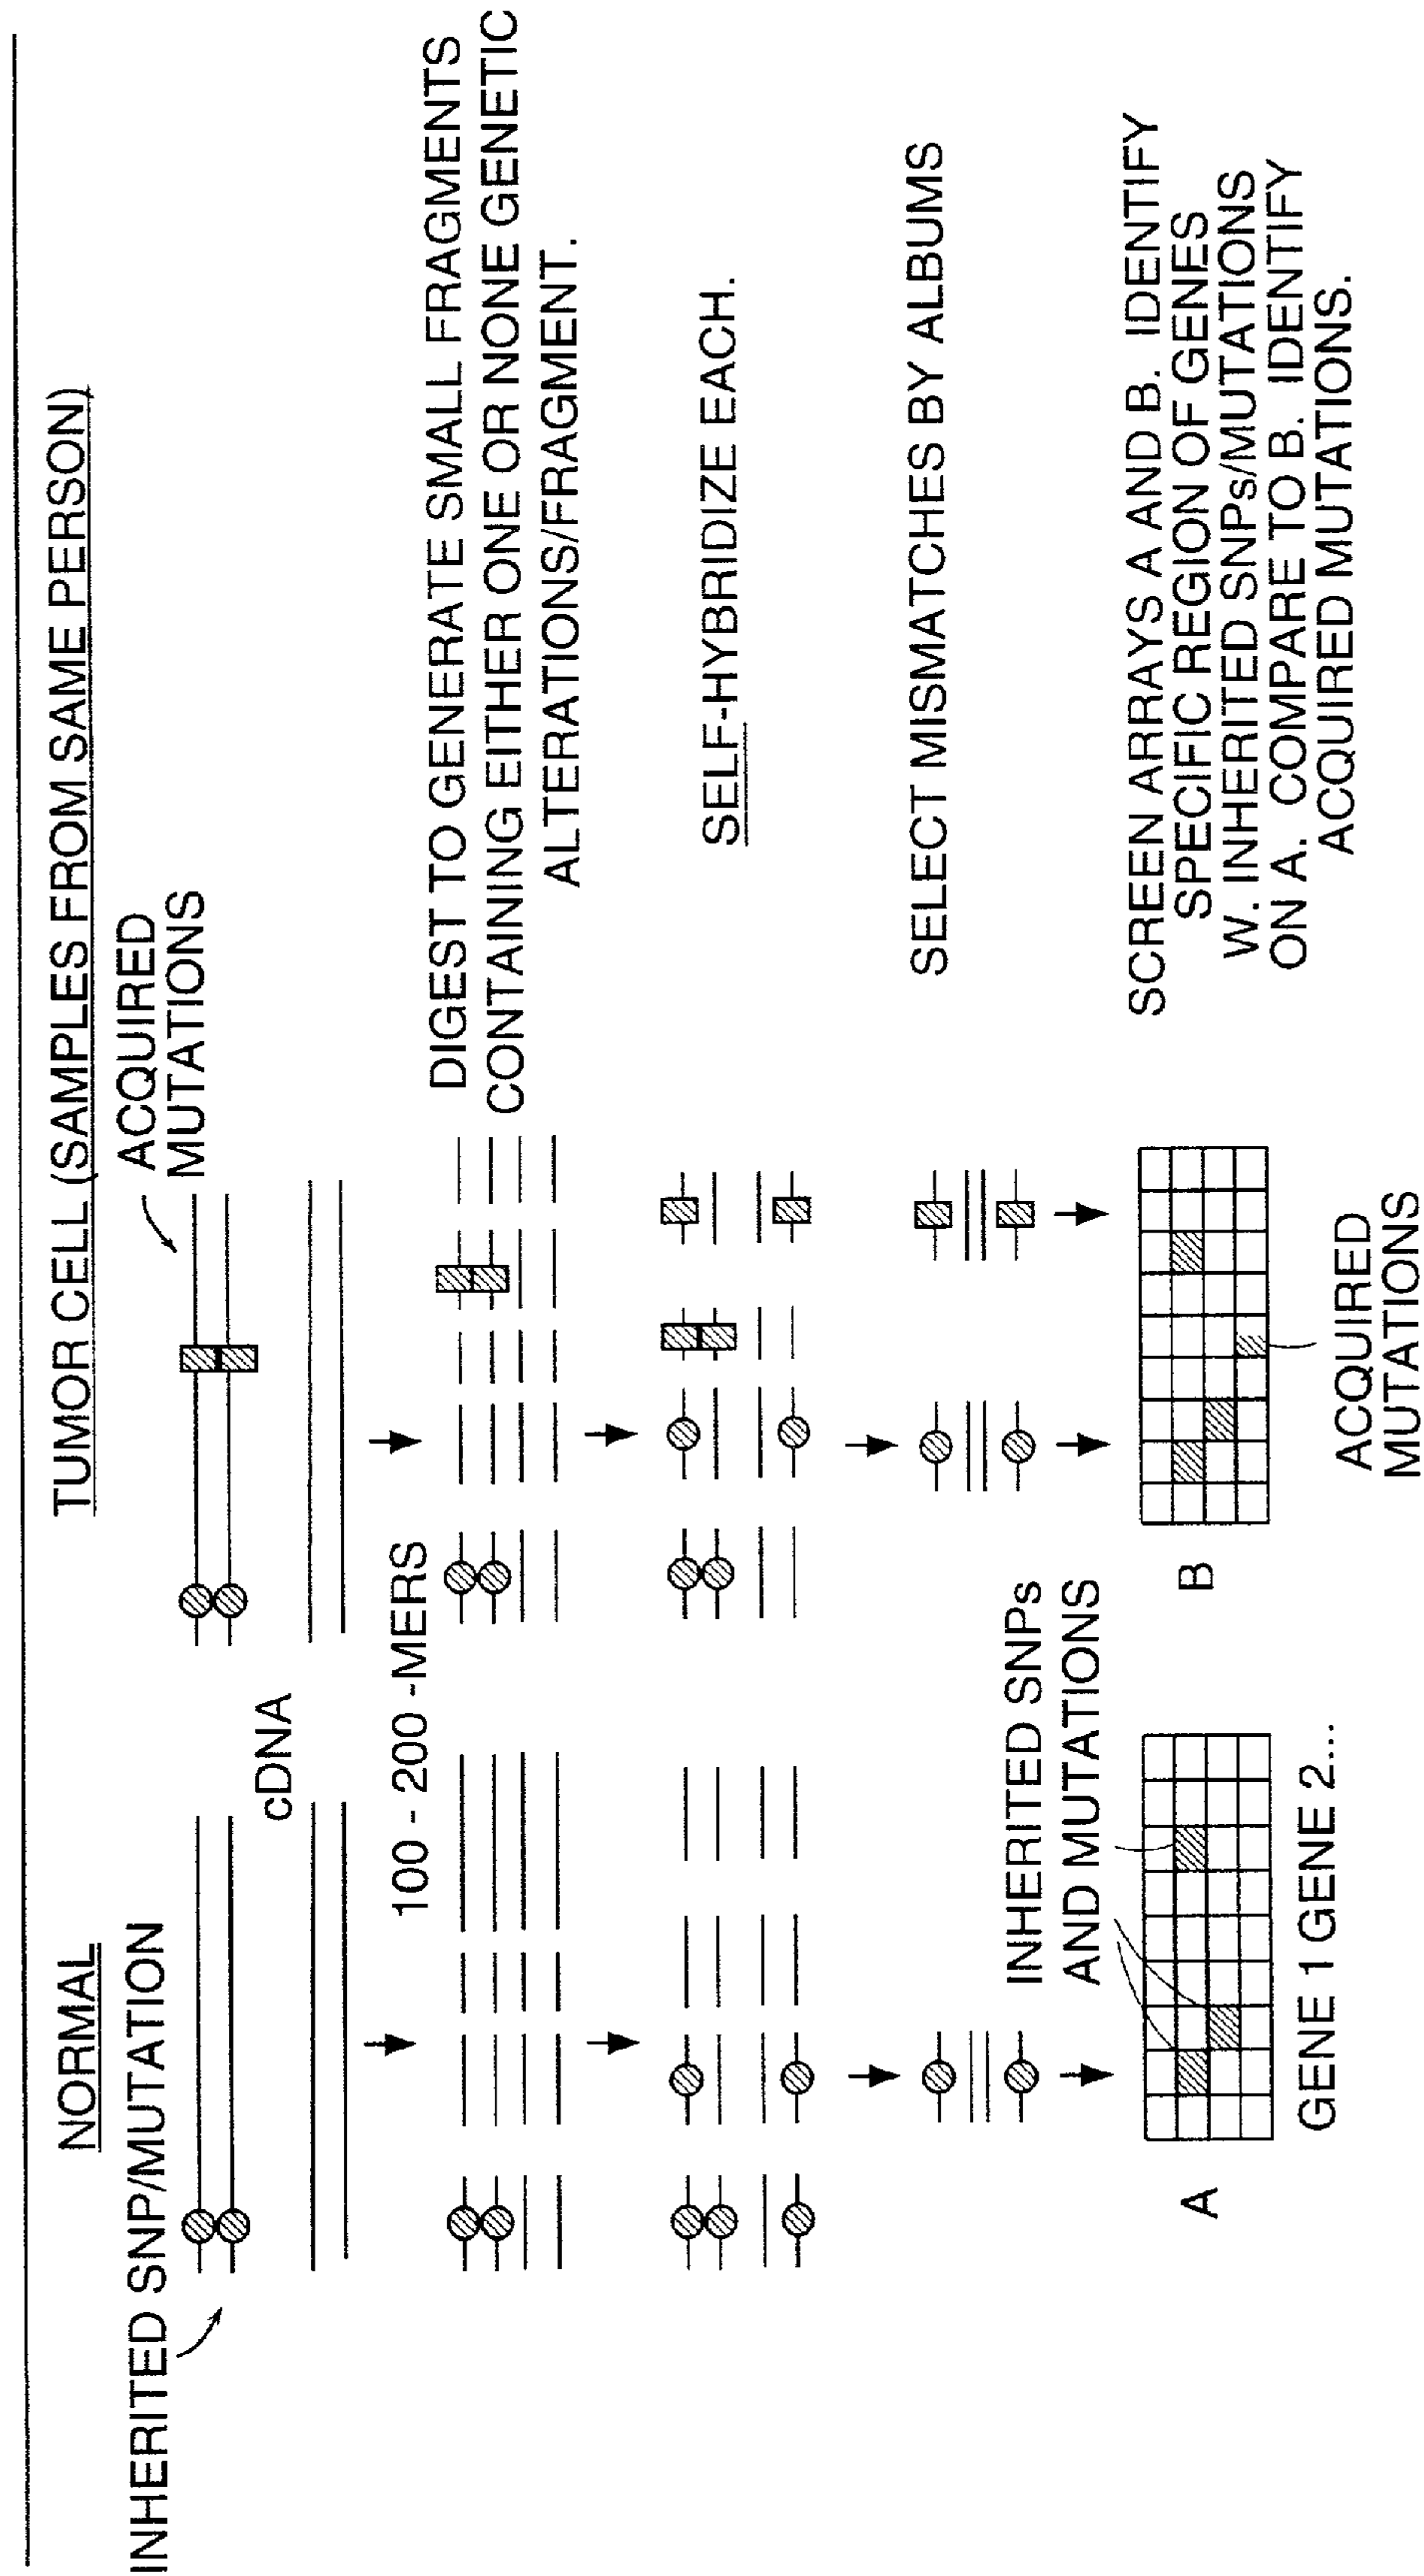 NORMAL
TUMOR CELL (SAMPLES FROM SAME PERSON)
INHERITED SNP/MUTATION
ACQUIRED
MUTATIONS
cDNA
100 - 200 -MERS
DIGEST TO GENERATE SMALL FRAGMENTS
CONTAINING EITHER ONE OR NONE GENETIC
ALTERATIONS/FRAGMENT.
SELF-HYBRIDIZE EACH.
SELECT MISMATCHES BY ALBUMS
INHERITED SNPs
AND MUTATIONS
A
B
SCREEN ARRAYS A AND B. IDENTIFY
SPECIFIC REGION OF GENES
W. INHERITED SNPs/MUTATIONS
ON A. COMPARE TO B. IDENTIFY
ACQUIRED MUTATIONS.
GENE 1 GENE 2...
ACQUIRED
MUTATIONS